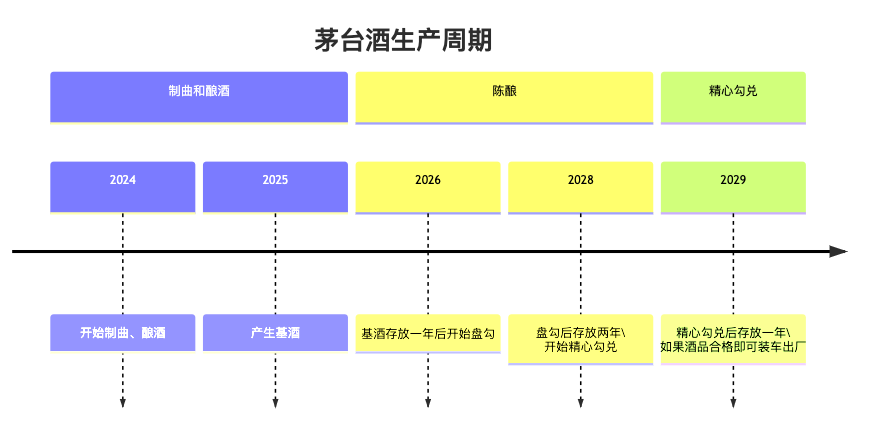 茅台酒生产周期
制曲和酿酒
陈酿
精心勾兑
2024
2025
2026
2028
2029
开始制曲、酿酒
产生基酒
基酒存放一年后开始盘勾
盘勾后存放两年\
开始精心勾兑
精心勾兑后存放一年\
如果酒品合格即可装车出厂